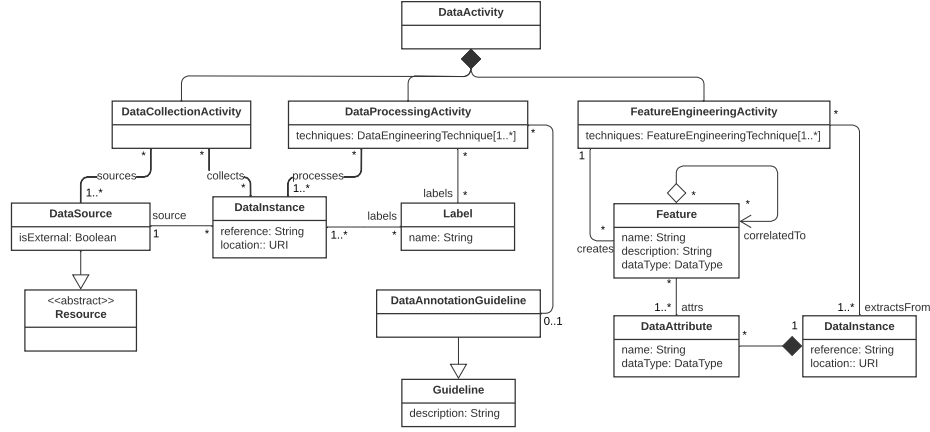 DataActivity
DataCollectionActivity
DataProcessingActivity
techniques: DataEngineeringTechnique[1..*]
FeatureEngineeringActivity
techniques: FeatureEngineeringTechnique[1..*]
*
*
*
*
*
*
1
*
sources
collects
processes
1..*
*
1..*
labels
*
*
*
DataSource
isExternal: Boolean
source
1
*
DataInstance
reference: String
location:: URI
labels
1..*
*
Label
name: String
Feature
name: String
description: String
dataType: DataType
correlatedTo
*
creates
<<abstract>>
Resource
DataAnnotationGuideline
0..1
Guideline
description: String
*
1..*
attrs
1..*
extractsFrom
DataAttribute
name: String
dataType: DataType
*
1
DataInstance
reference: String
location:: URI